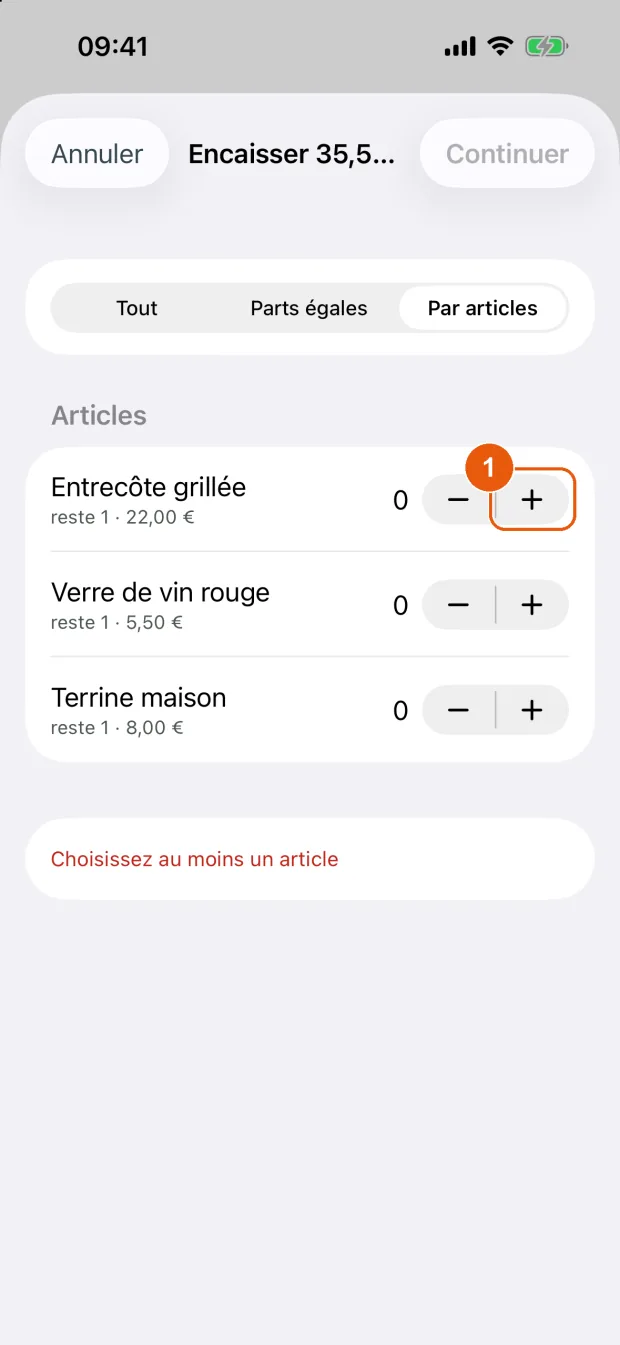 09:41
Annuler
Encaisser 35,5...
Continuer
Tout
Parts égales
Par articles
Articles
1
Entrecôte grillée
reste 1 · 22,00 €
0
Verre de vin rouge
reste 1 · 5,50 €
0
Terrine maison
reste 1 · 8,00 €
0
Choisissez au moins un article